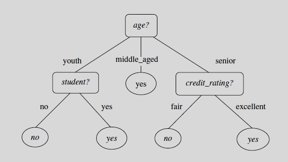 age?
youth middle_aged senior
student? yes credit_rating?
no yes fair excellent
no yes no yes